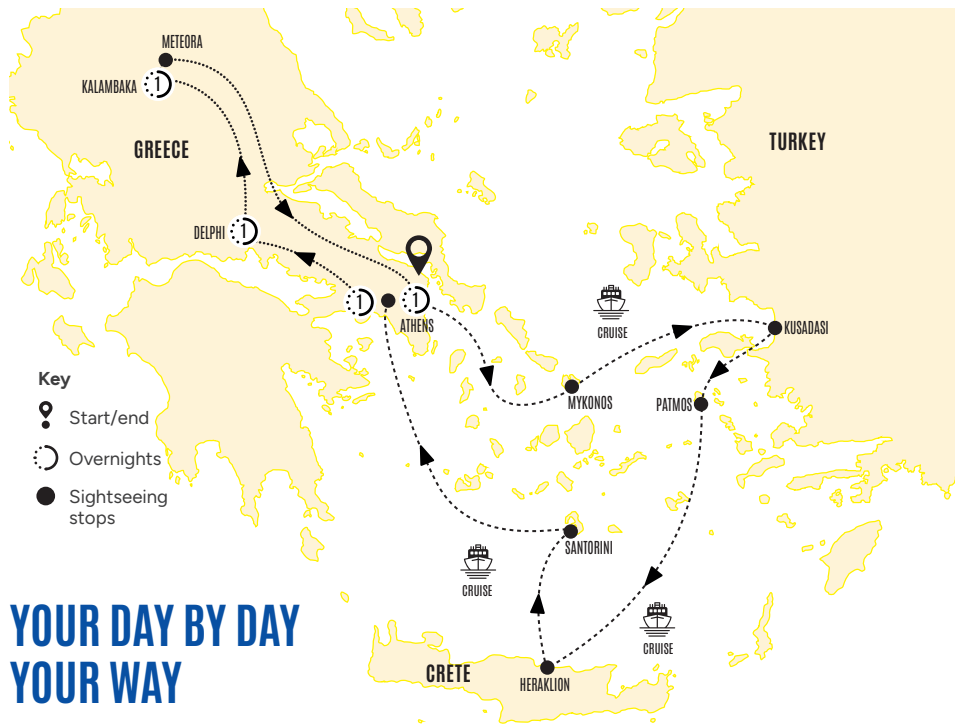 METEORA
KALAMBAKA
1
GREECE
TURKEY
DELPHI
1
1
1
ATHENS
CRUISE
KUSADASI
Key
Start/end
Overnights
Sightseeing
stops
MYKONOS
PATMOS
SANTORINI
CRUISE
CRUISE
CRETE
HERAKLION
YOUR DAY BY DAY
YOUR WAY